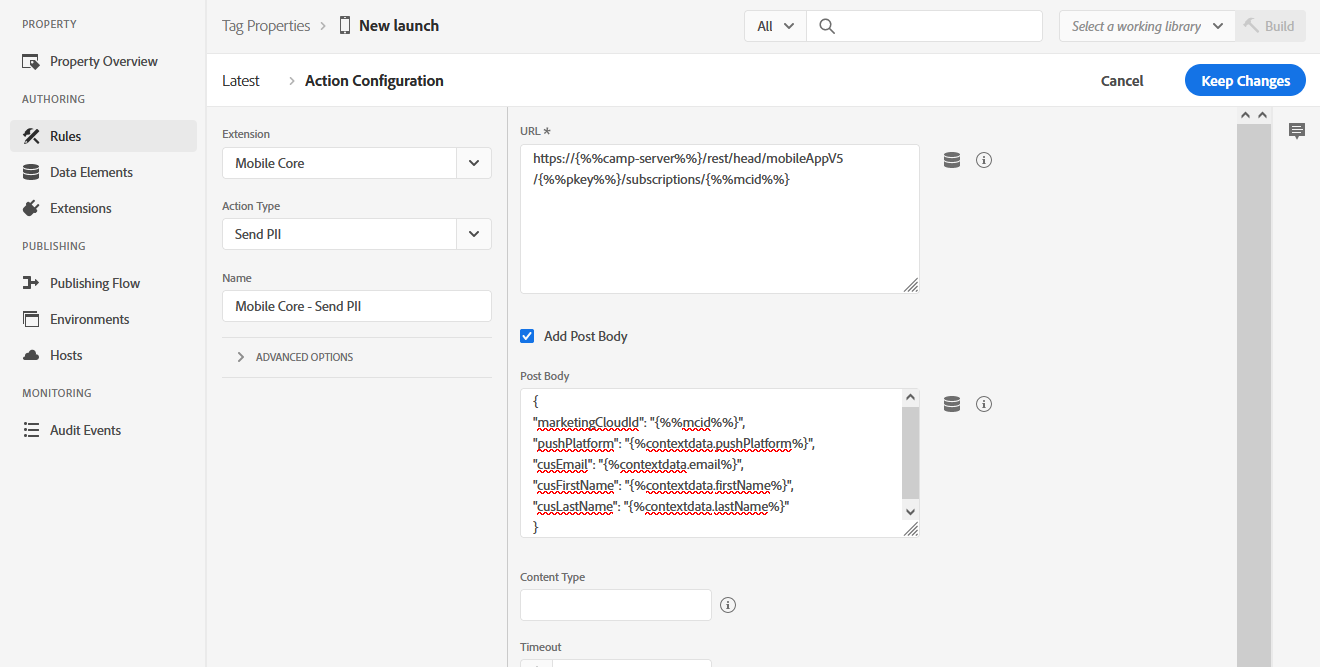 PROPERTY
Property Overview
AUTHORING
Rules
Data Elements
Extensions
PUBLISHING
Publishing Flow
Environments
Hosts
MONITORING
Audit Events
Tag Properties > New launch
All
Select a working library
Build
Latest > Action Configuration
Cancel
Keep Changes
Extension
Mobile Core
Action Type
Send PII
Name
Mobile Core - Send PII
ADVANCED OPTIONS
URL *
https://{%%camp-server%%}/rest/head/mobileAppV5
/{%%pkey%%}/subscriptions/{%%mcid%%}
Add Post Body
Post Body
{
"marketingCloudId": "{%%mcid%%}",
"pushPlatform": "{%contextdata.pushPlatform%}",
"cusEmail": "{%contextdata.email%}",
"cusFirstName": "{%contextdata.firstName%}",
"cusLastName": "{%contextdata.lastName%}"
}
Content Type
Timeout